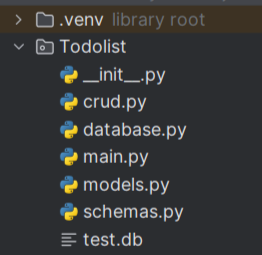 .venv library root
Todolist
__init__.py
crud.py
database.py
main.py
models.py
schemas.py
test.db